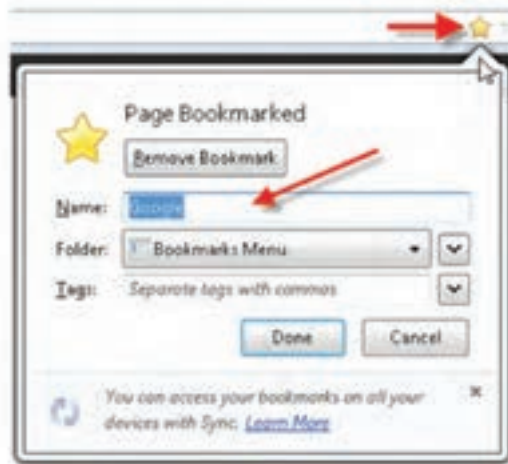 Page Bookmarked
Remove Bookmark
Name: Google
Folder: Bookmarks Menu
Tags: Separate tags with commas
Done Cancel
You can access your bookmarks on all your
devices with Sync. Learn More